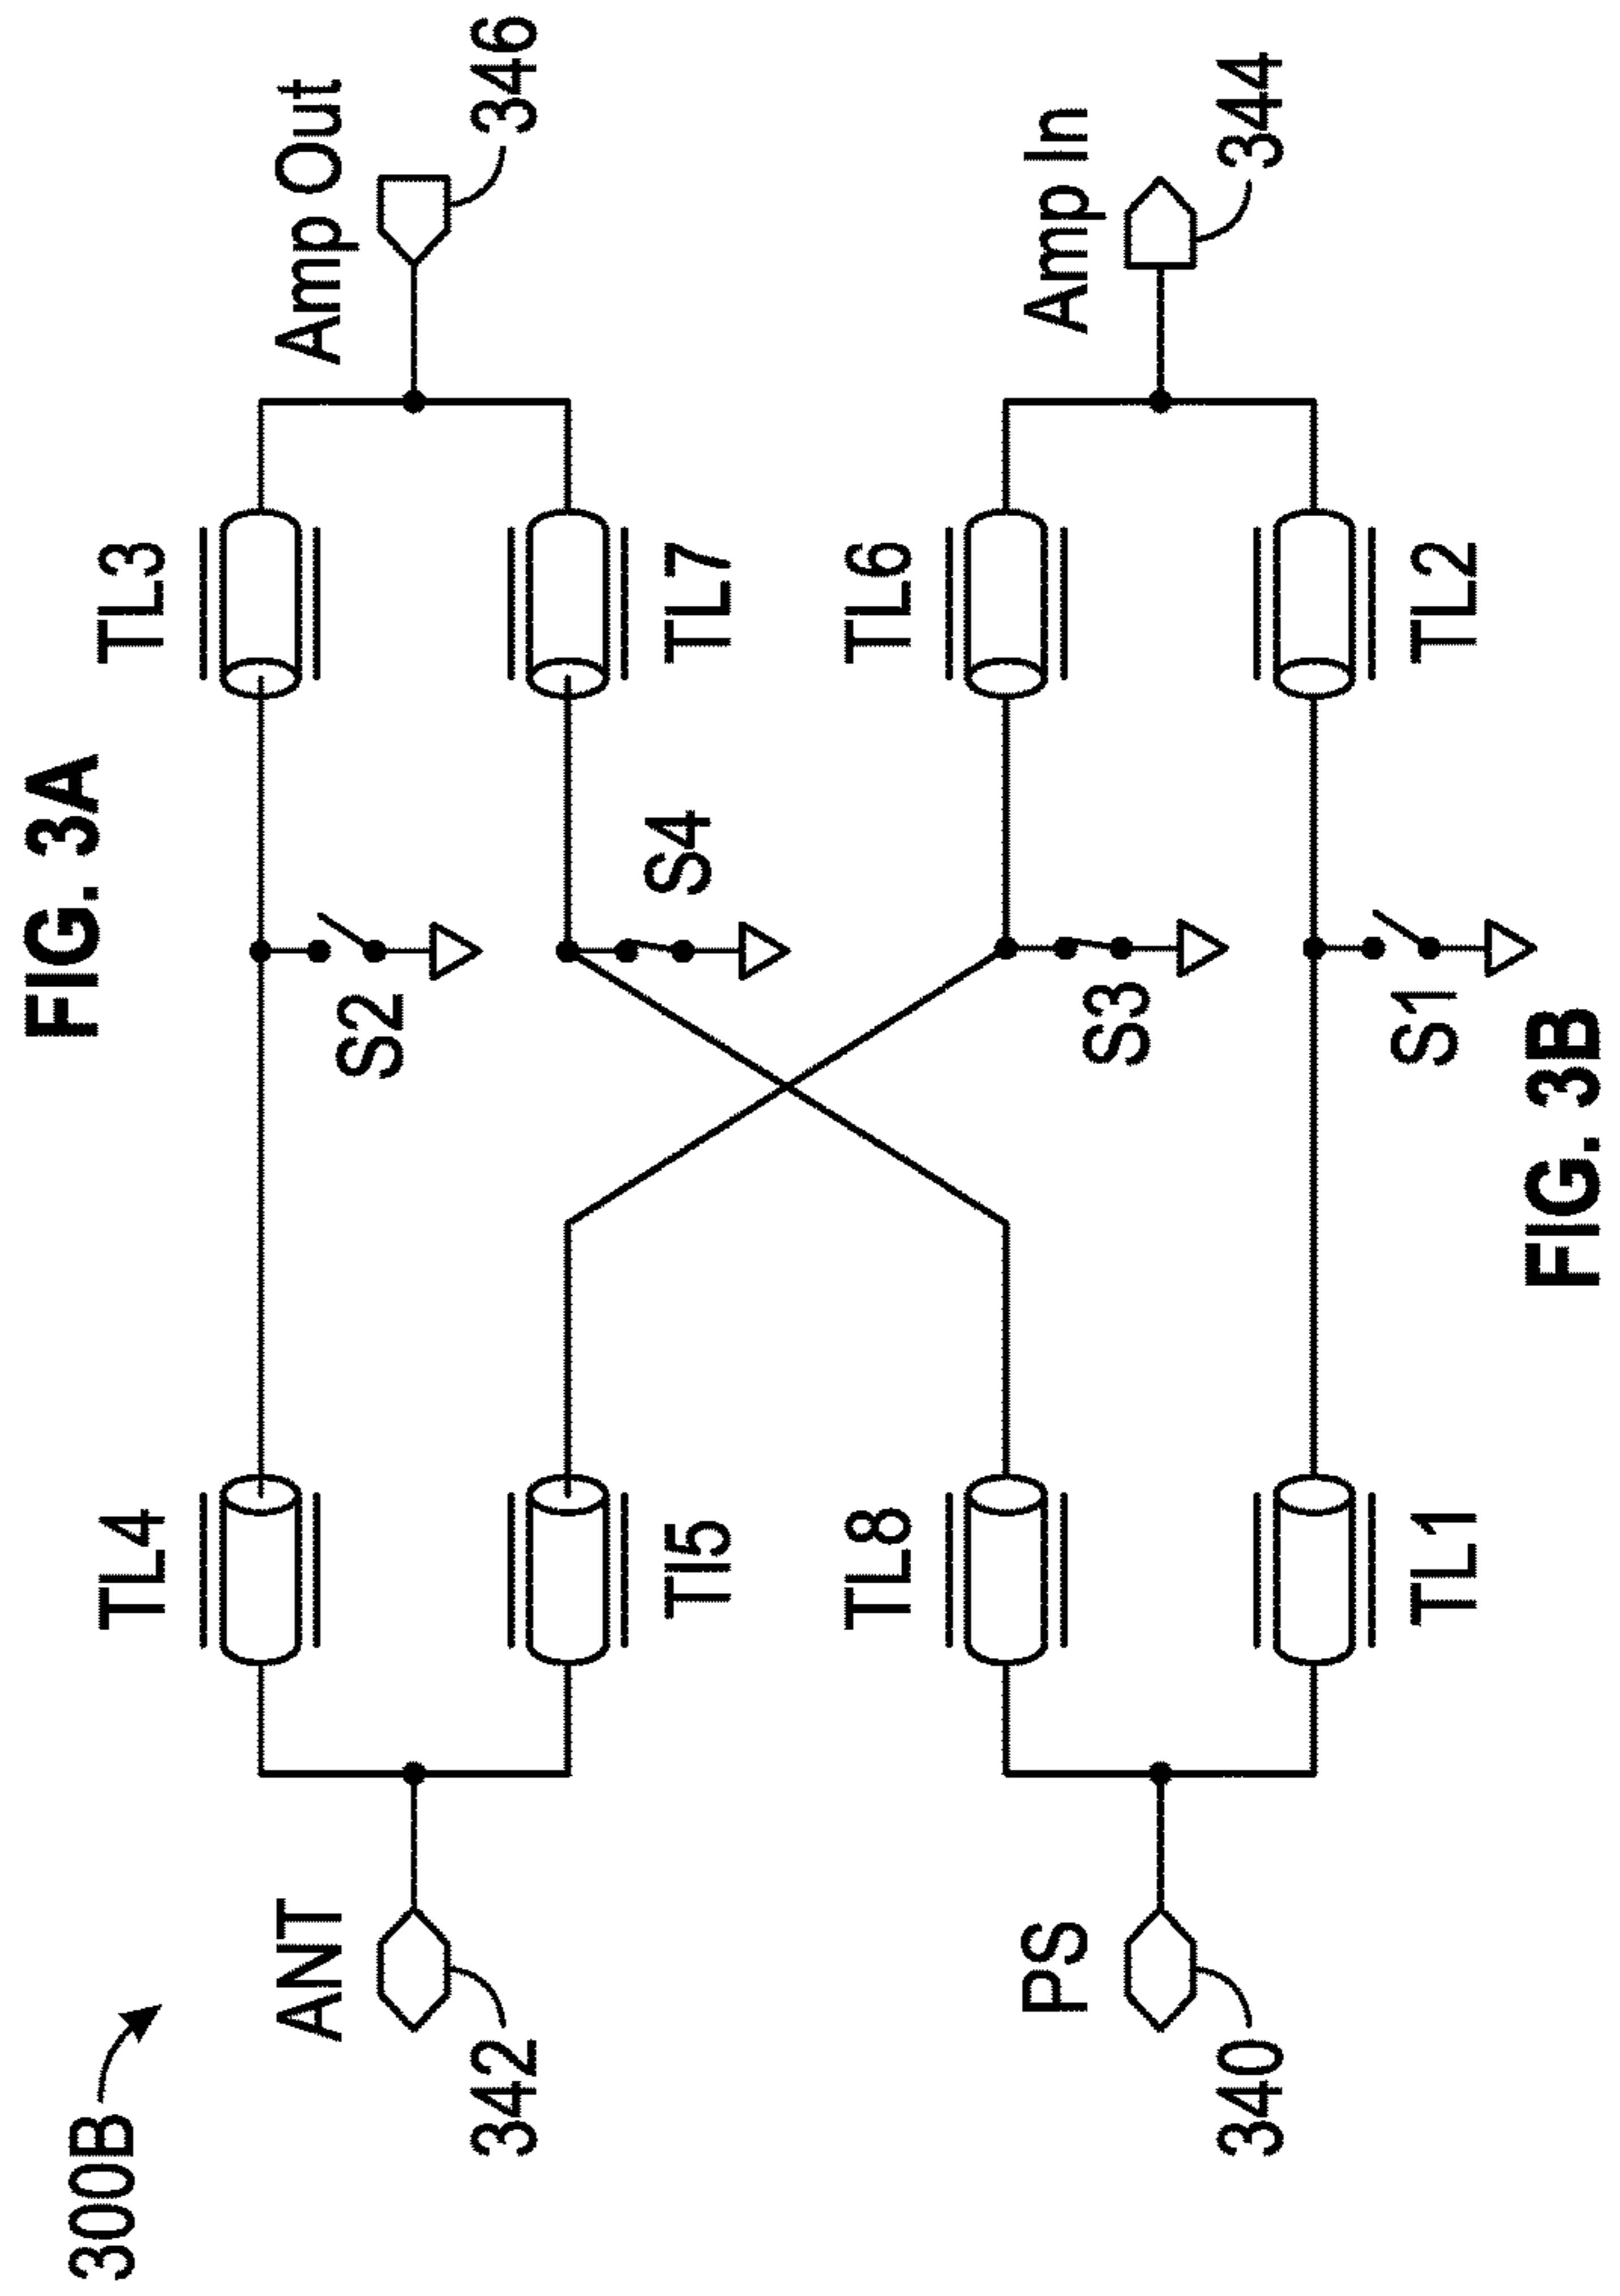 FIG. 3A
300B
TL4
TL3
ANT
342
S2
Amp Out
346
TI5
S4
TL7
TL8
TL6
PS
340
S3
Amp In
344
TL1
S1
TL2
FIG. 3B